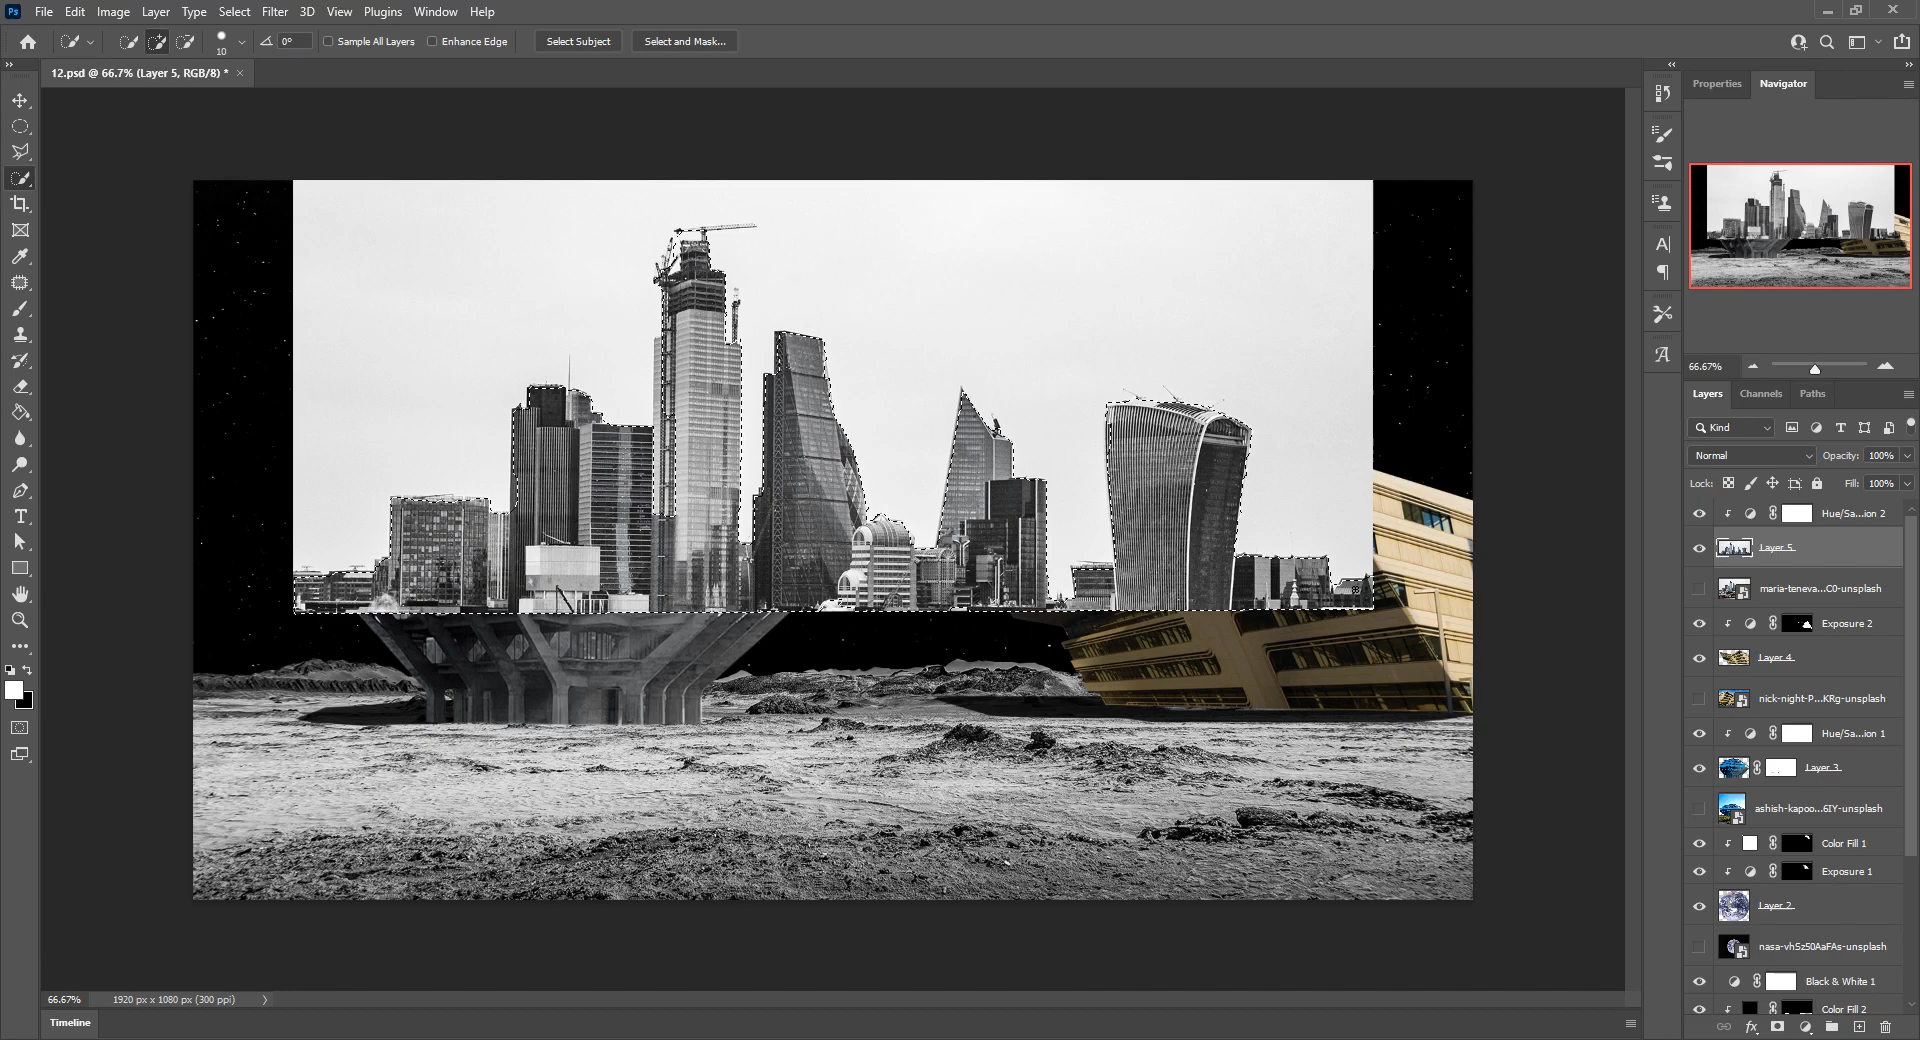 Ps File Edit Image Layer Type Select Filter 3D View Plugins Window Help
10 0° Sample All Layers Enhance Edge Select Subject Select and Mask...
12.psd @ 66.7% (Layer 5, RGB/8) * ×
Properties Navigator
66.67%
Layers Channels Paths
Kind
Normal Opacity: 100%
Lock: Fill: 100%
Hue/Sa...ion 2
Layer 5
maria-teneva...C0-unsplash
Exposure 2
Layer 4
nick-night-P...KRg-unsplash
Hue/Sa...ion 1
Layer 3
ashish-kapoo...6IY-unsplash
Color Fill 1
Exposure 1
Layer 2
nasa-vhSz50AaFAs-unsplash
Black & White 1
Color Fill 2
fx
66.67% 1920 px x 1080 px (300 ppi)
Timeline